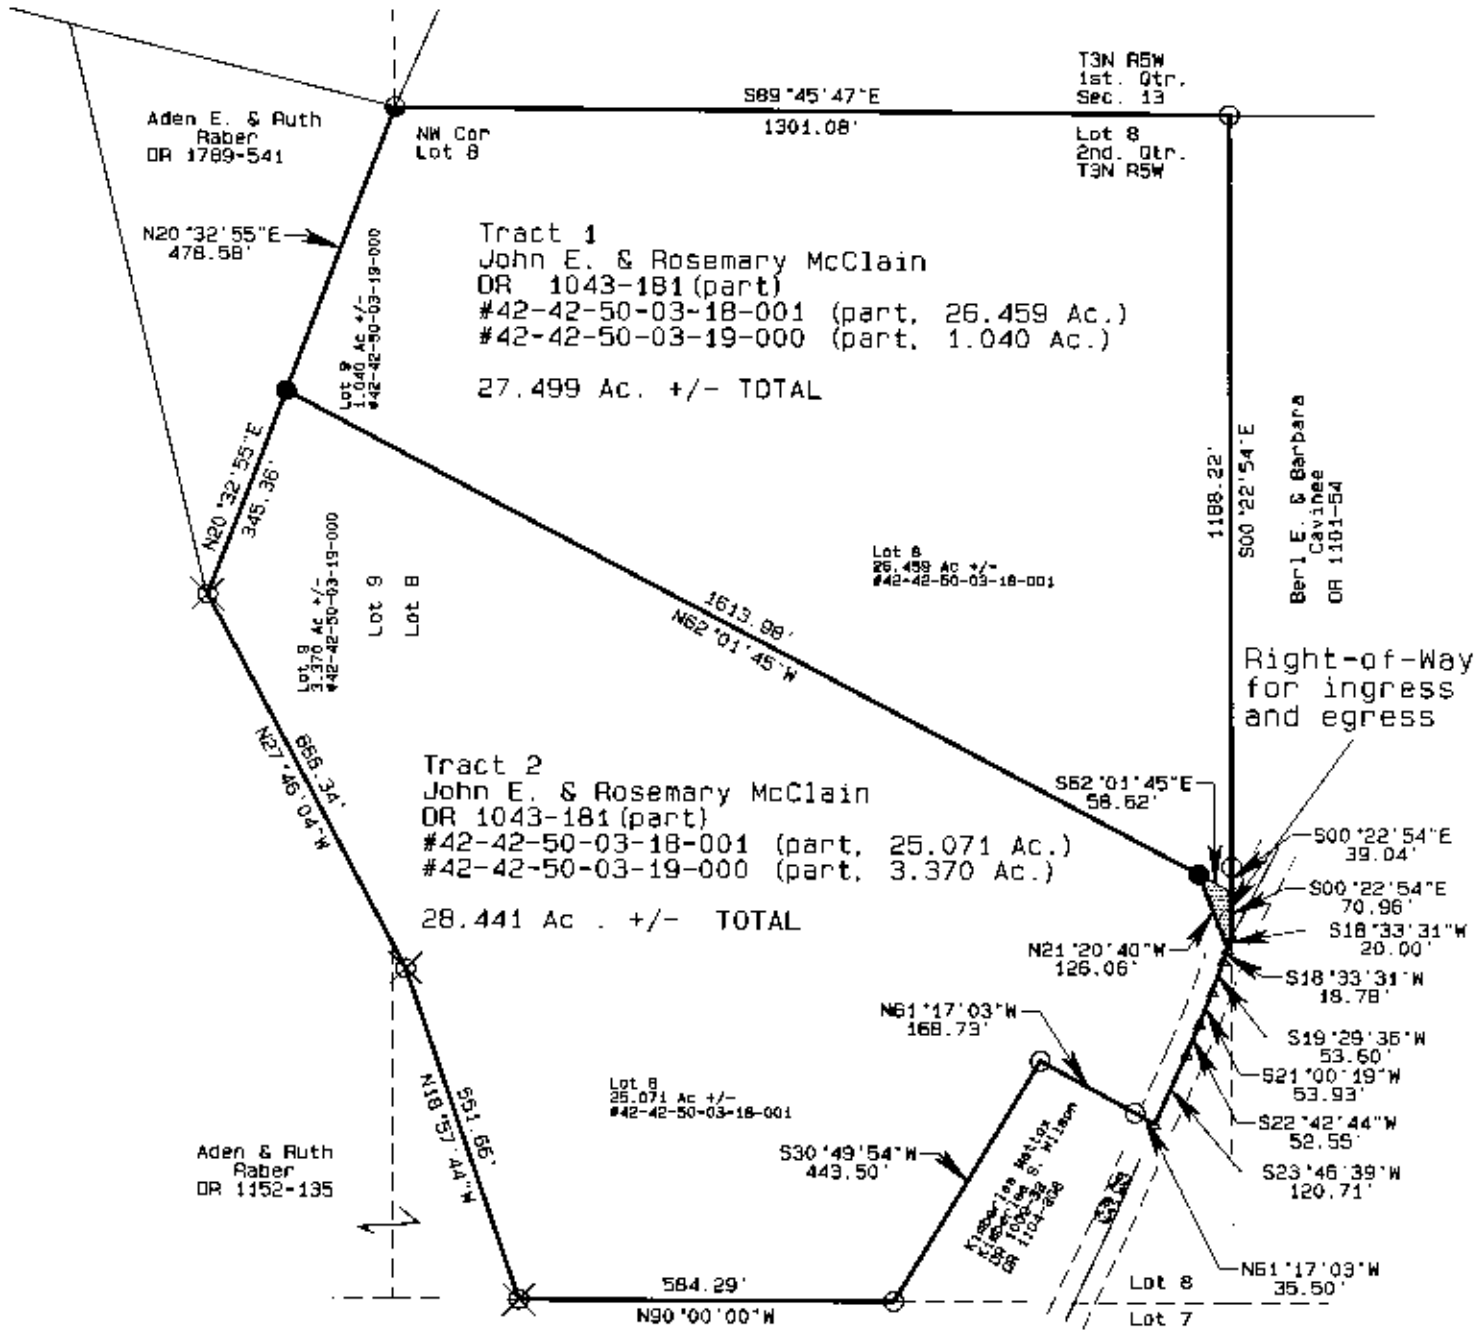 T3N R5W
1st. Qtr.
Sec. 13
S89°45'47"E
1301.08'
Lot 8
2nd. Qtr.
T3N R5W
NW Cor
Lot 8
Aden E. & Ruth
Raber
OR 1789-541
N20°32'55"E
478.58'
Lot 9
1.040 Ac +/-
#42-42-50-03-19-000
Tract 1
John E. & Rosemary McClain
OR 1043-181(part)
#42-42-50-03-18-001 (part, 26.459 Ac.)
#42-42-50-03-19-000 (part, 1.040 Ac.)
27.499 Ac. +/- TOTAL
1188.22'
S00°22'54"E
Berl E. & Barbara
Cavinee
OR 1101-54
N20°32'55"E
345.36'
Lot 9
3.370 Ac +/-
#42-42-50-03-19-000
Lot 9
Lot 8
Lot 8
26.459 Ac +/-
#42-42-50-03-18-001
1613.98'
N62°01'45"W
Right-of-Way
for ingress
and egress
666.34'
N27°46'04"W
Tract 2
John E. & Rosemary McClain
OR 1043-181(part)
#42-42-50-03-18-001 (part, 25.071 Ac.)
#42-42-50-03-19-000 (part, 3.370 Ac.)
28.441 Ac . +/- TOTAL
S62°01'45"E
58.62'
S00°22'54"E
39.04'
S00°22'54"E
70.96'
S18°33'31"W
20.00'
N21°20'40"W
126.06'
S18°33'31"W
18.78'
N61°17'03"W
168.73'
S19°29'36"W
53.60'
S21°00'19"W
53.93'
S22°42'44"W
52.55'
S23°46'39"W
120.71'
551.66'
N18°57'44"W
Lot 8
25.071 Ac +/-
#42-42-50-03-18-001
S30°49'54"W
443.50'
Kimberlee Mattox
Kimberlee S. Wilson
OR 1009-32
OR 1104-808
Aden & Ruth
Raber
OR 1152-135
584.29'
N90°00'00"W
N61°17'03"W
35.50'
Lot 8
Lot 7